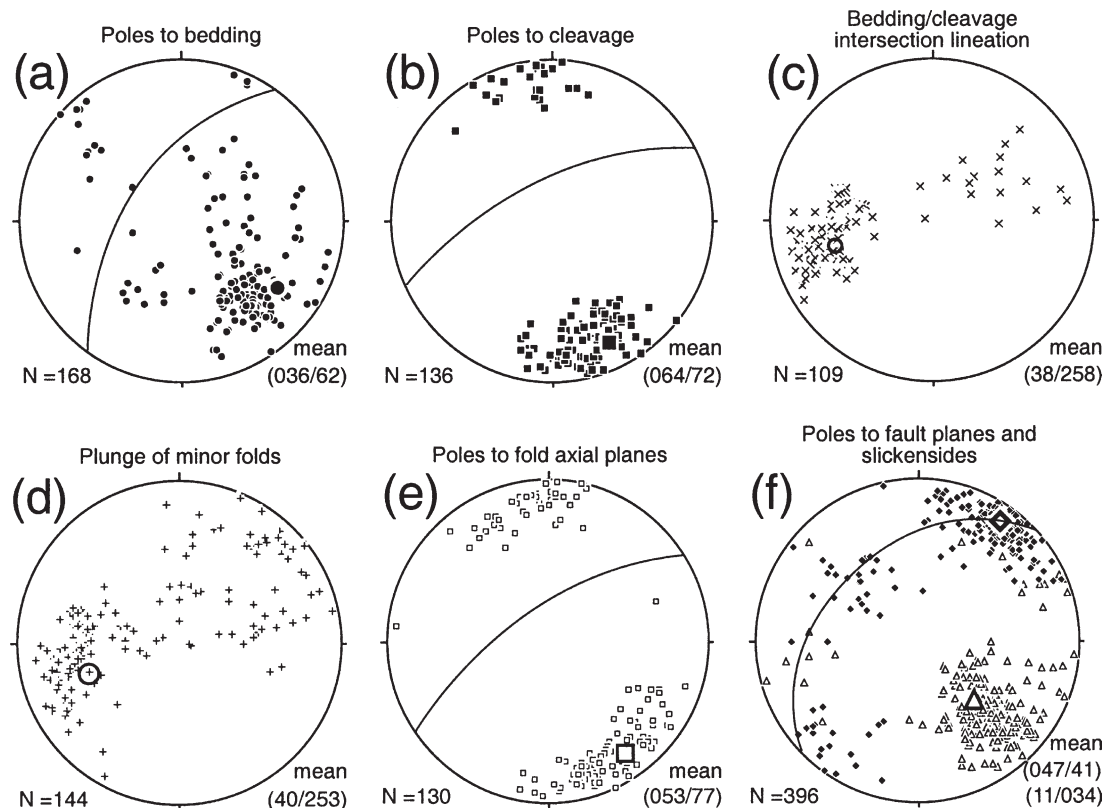 Poles to bedding
(a)
mean
N =168
(036/62)
Poles to cleavage
(b)
mean
N =136
(064/72)
Bedding/cleavage
intersection lineation
(c)
mean
N =109
(38/258)
Plunge of minor folds
(d)
mean
N =144
(40/253)
Poles to fold axial planes
(e)
mean
N =130
(053/77)
Poles to fault planes and
slickensides
(f)
mean
(047/41)
N =396
(11/034)